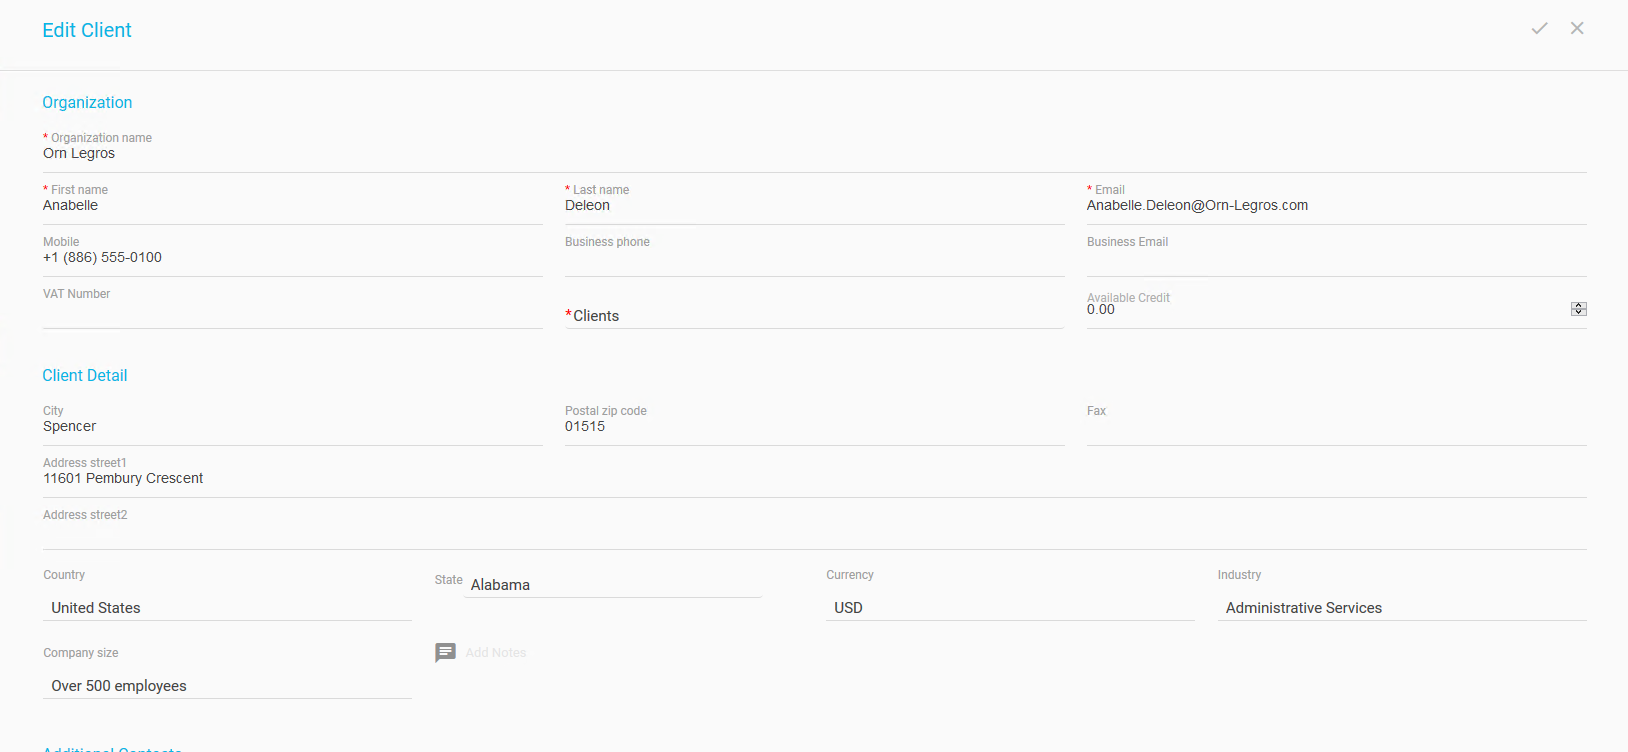 Edit Client
Organization
* Organization name
Orn Legros
* First name
Anabelle
* Last name
Deleon
* Email
Anabelle.Deleon@Orn-Legros.com
Mobile
+1 (886) 555-0100
Business phone
Business Email
VAT Number
*Clients
Available Credit
0.00
Client Detail
City
Spencer
Postal zip code
01515
Fax
Address street1
11601 Pembury Crescent
Address street2
Country
United States
State
Alabama
Currency
USD
Industry
Administrative Services
Company size
Over 500 employees
Add Notes
Additional Contacts